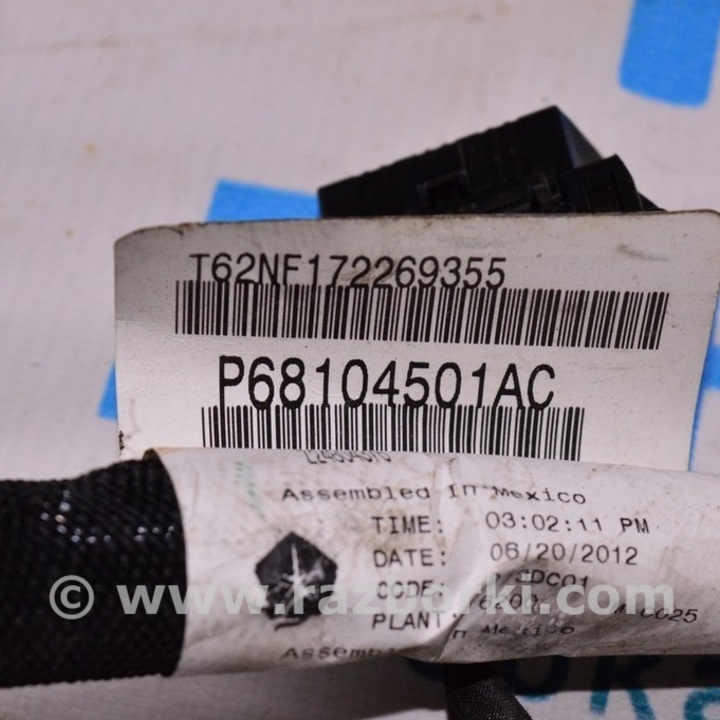 T62NF172269355
P68104501AC
Assembled in Mexico
TIME: 03:02:11 PM
DATE: 06/20/2012
CODE
PLANT
© www.razborki.com